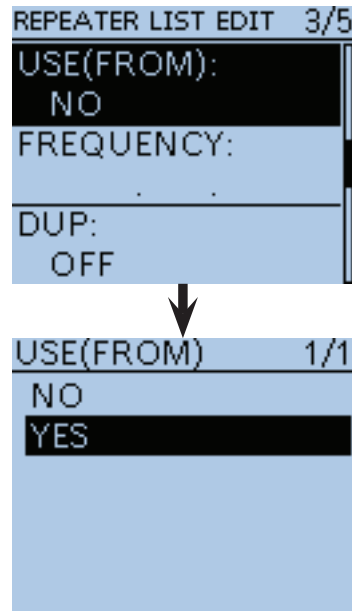 REPEATER LIST EDIT 3/5
USE(FROM):
NO
FREQUENCY:
. .
DUP:
OFF
USE(FROM) 1/1
NO
YES